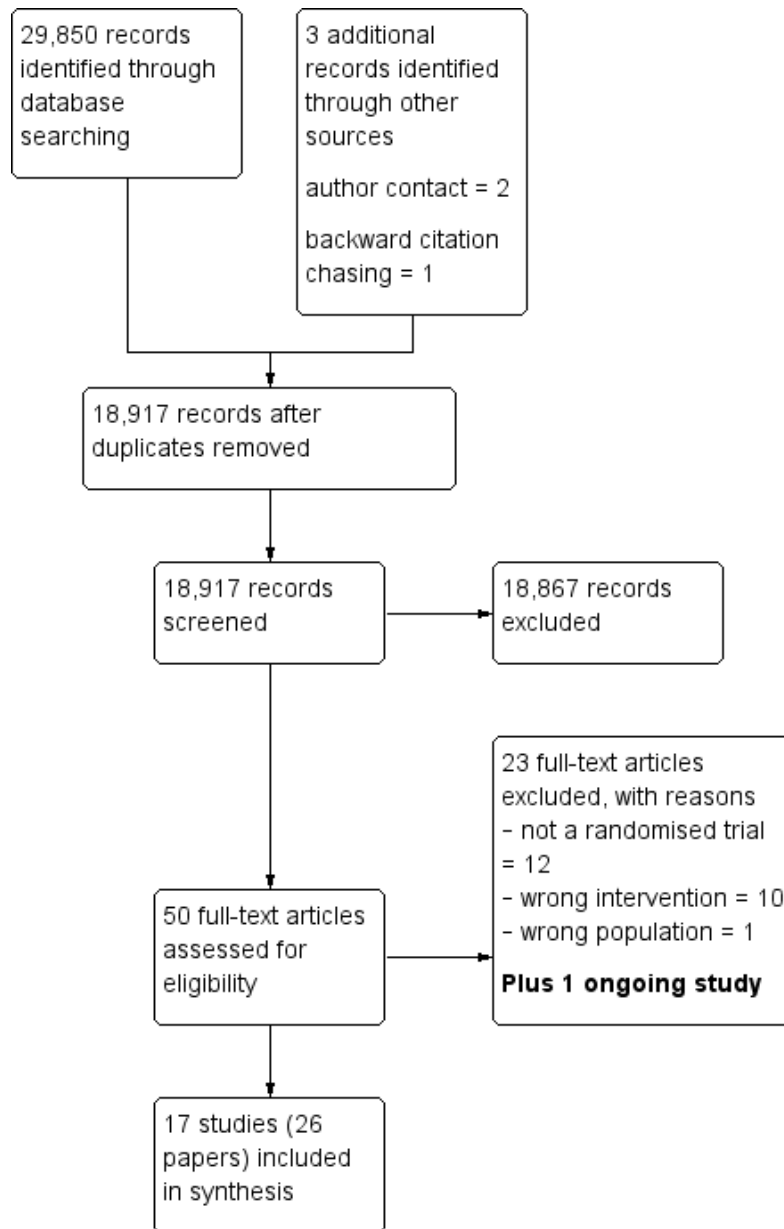 29,850 records
identified through
database
searching
3 additional
records identified
through other
sources
author contact = 2
backward citation
chasing = 1
18,917 records after
duplicates removed
18,917 records
screened
18,867 records
excluded
23 full-text articles
excluded, with reasons
– not a randomised trial
= 12
– wrong intervention = 10
– wrong population = 1
Plus 1 ongoing study
50 full-text articles
assessed for
eligibility
17 studies (26
papers) included
in synthesis